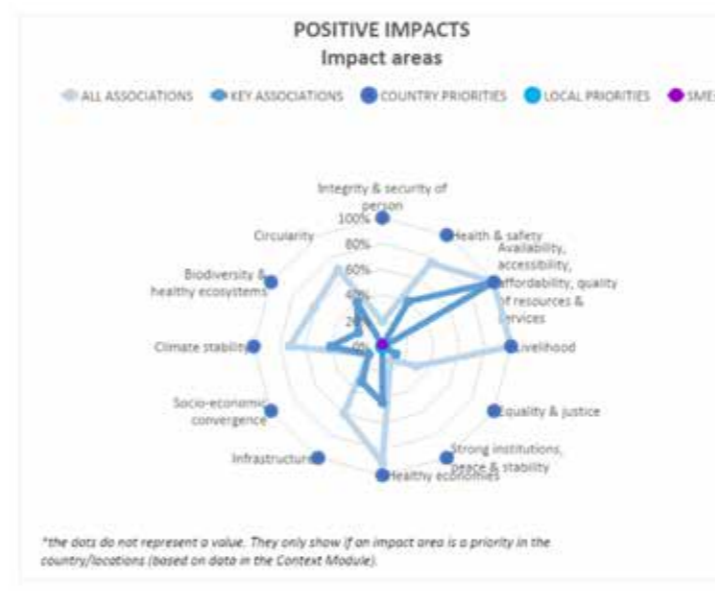 POSITIVE IMPACTS
Impact areas
ALL ASSOCIATIONS KEY ASSOCIATIONS COUNTRY PRIORITIES LOCAL PRIORITIES SME
Integrity & security of
person
100%
80%
60%
40%
20%
0%
Health & safety
Availability,
accessibility,
affordability, quality
of resources &
services
Livelihood
Equality & justice
Strong institutions,
peace & stability
Healthy economies
Infrastructure
Socio-economic
convergence
Climate stability
Biodiversity &
healthy ecosystems
Circularity
*the dots do not represent a value. They only show if an impact area is a priority in the
country/locations (based on data in the Context Module).